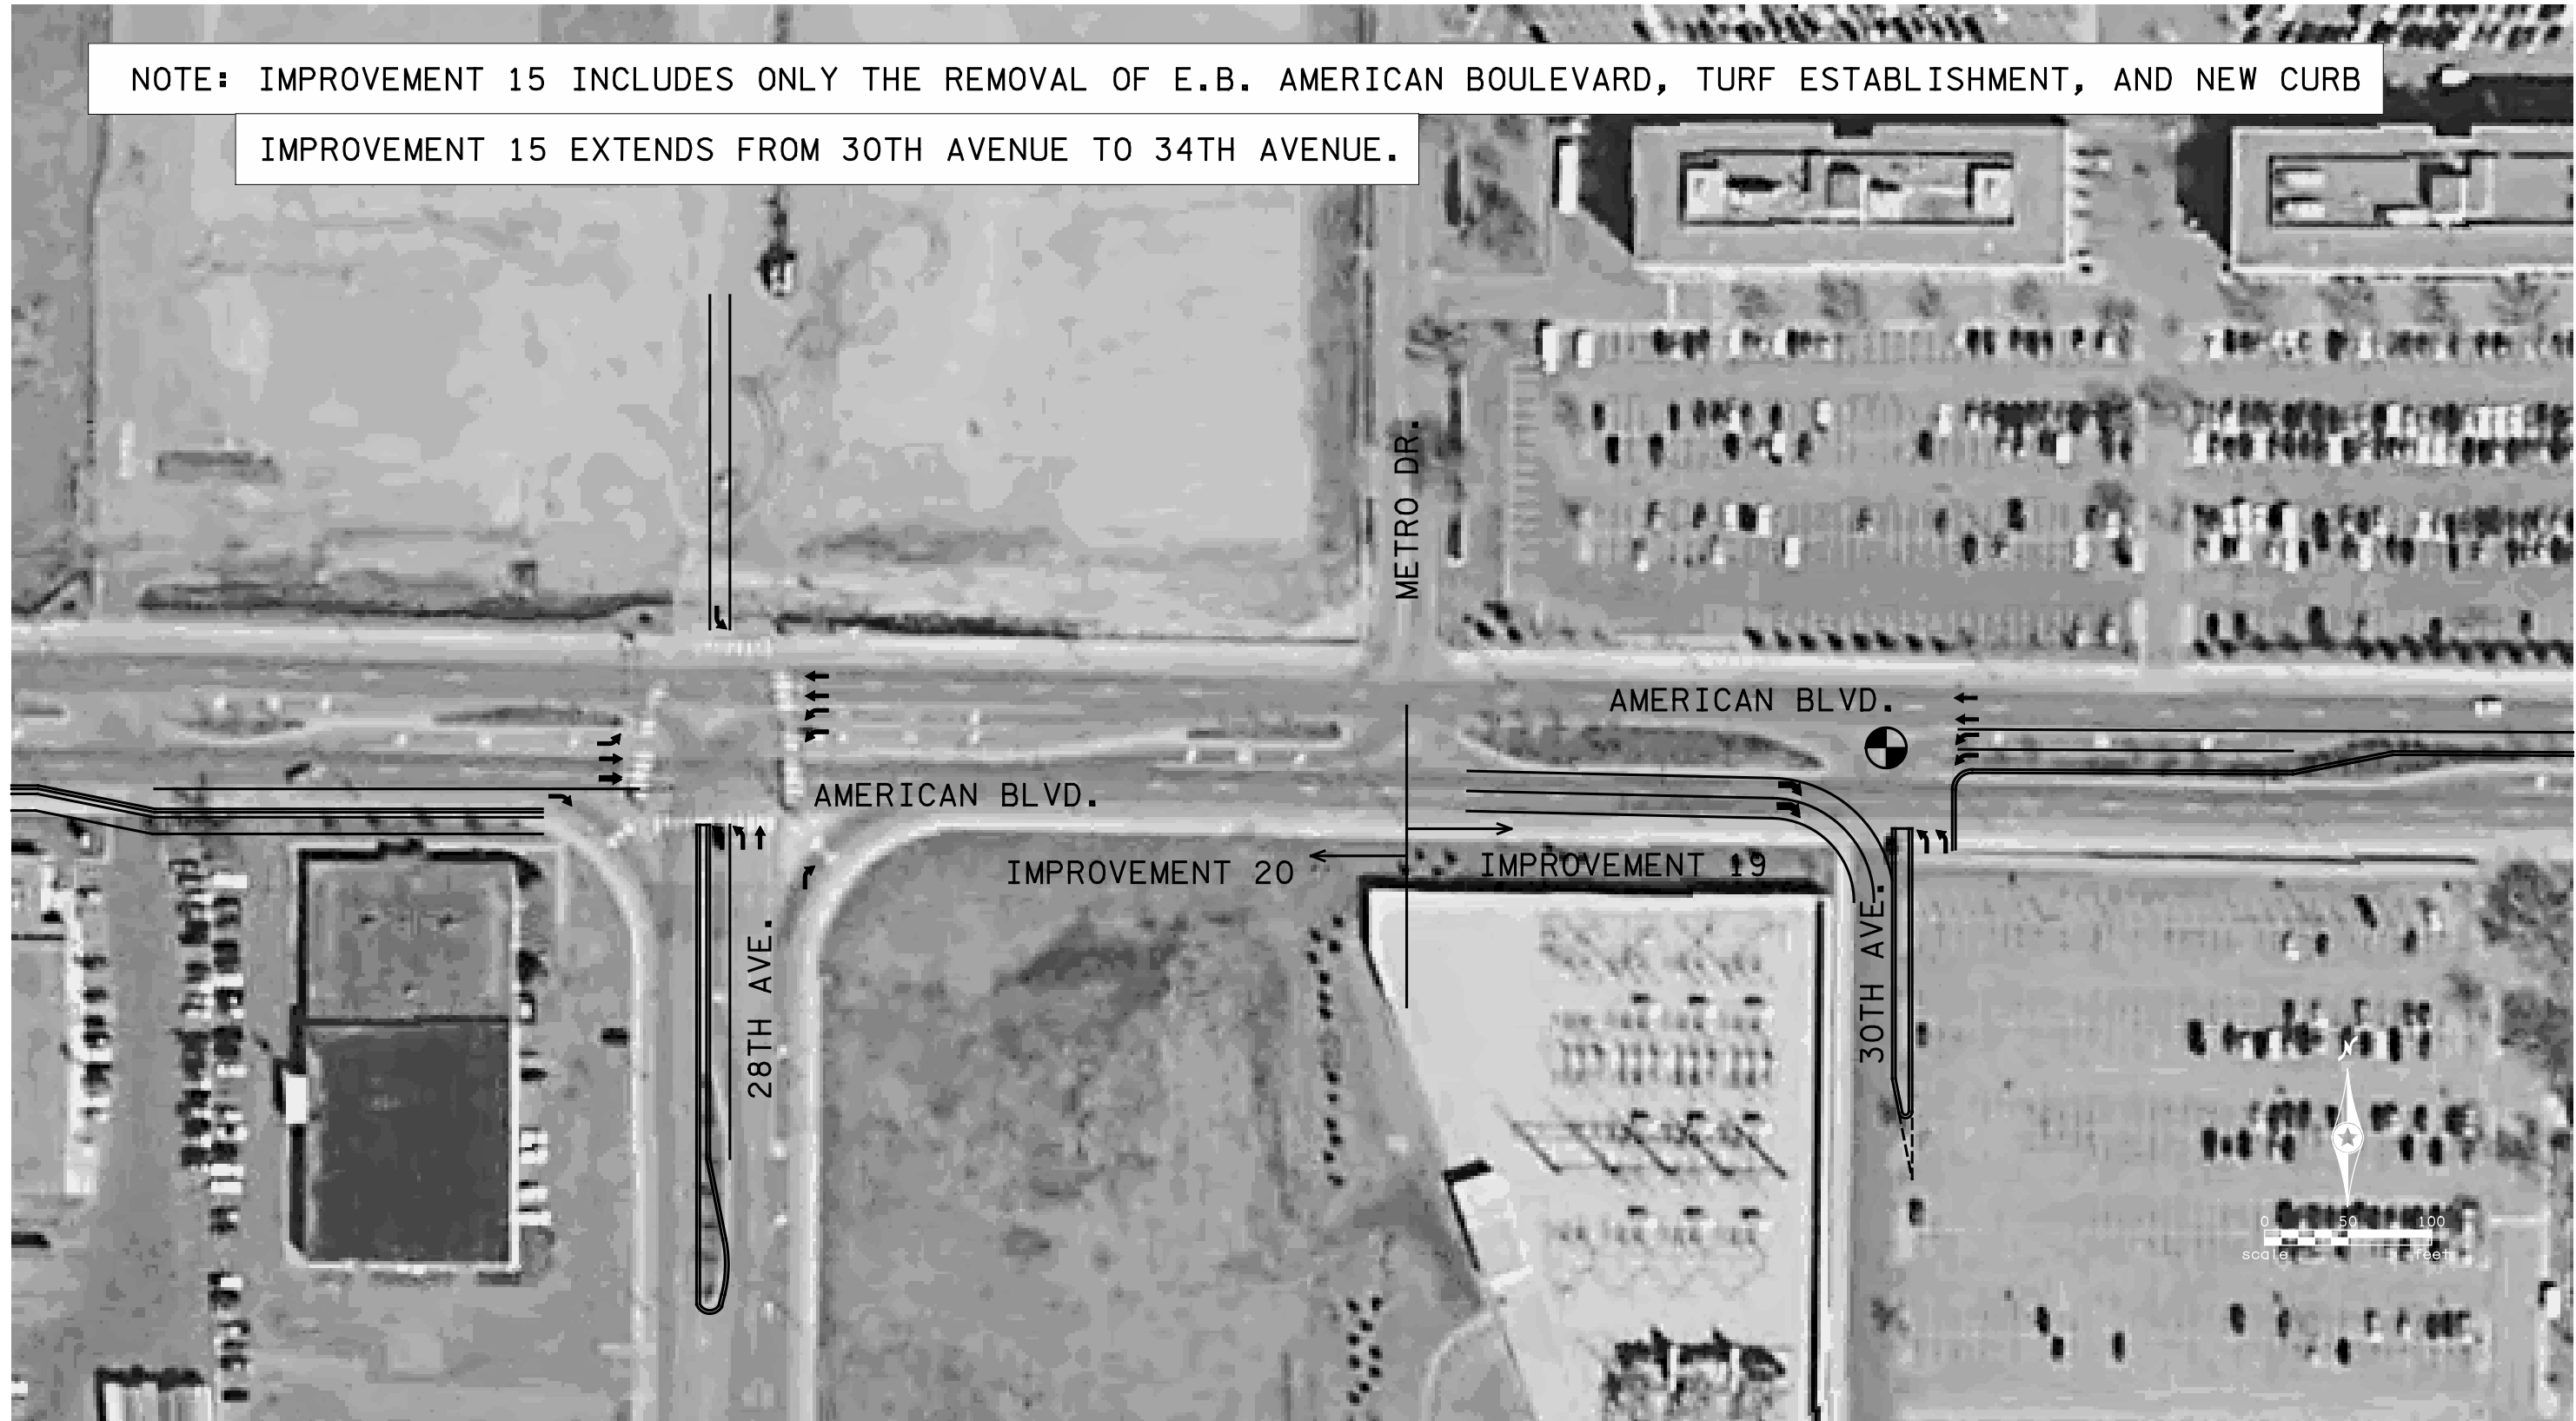 NOTE: IMPROVEMENT 15 INCLUDES ONLY THE REMOVAL OF E.B. AMERICAN BOULEVARD, TURF ESTABLISHMENT, AND NEW CURB
IMPROVEMENT 15 EXTENDS FROM 30TH AVENUE TO 34TH AVENUE.
METRO DR.
AMERICAN BLVD.
AMERICAN BLVD.
IMPROVEMENT 20
IMPROVEMENT 19
28TH AVE.
30TH AVE.
N
0 50 100
scale feet